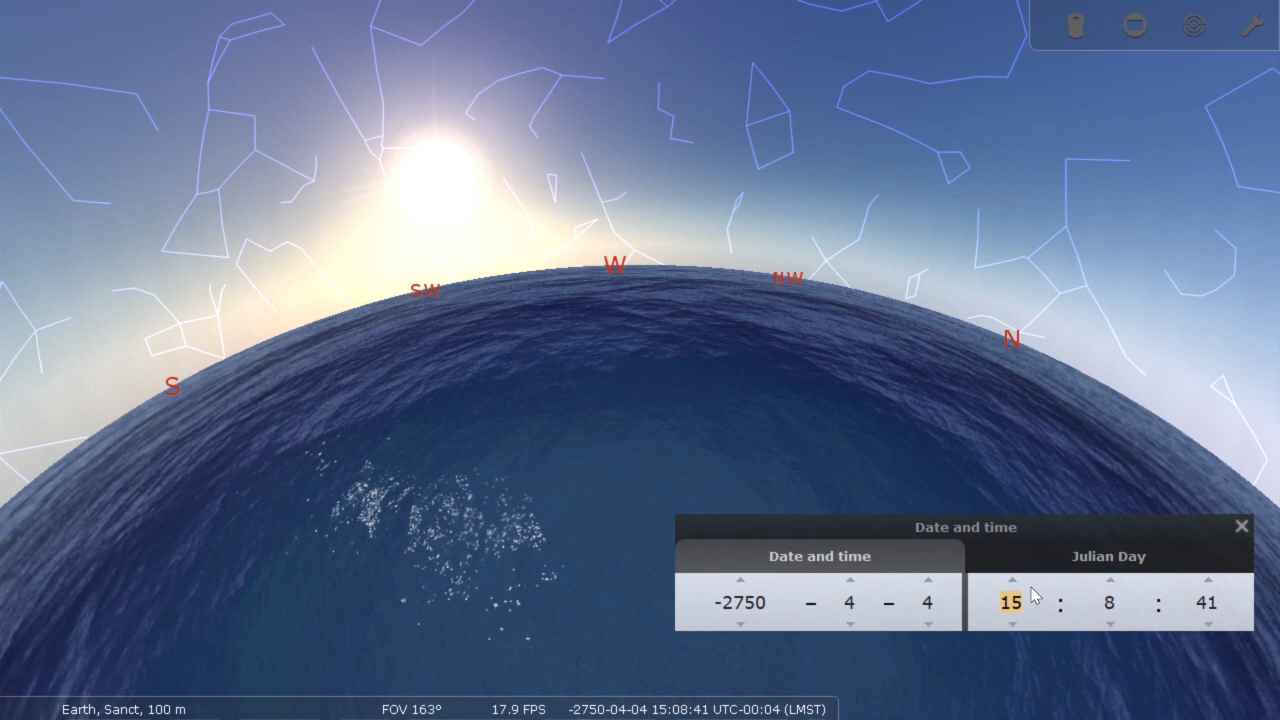 W
SW
NW
N
S
Date and time
Date and time Julian Day
-2750 - 4 - 4 15 : 8 : 41
Earth, Sanct, 100 m FOV 163° 17.9 FPS -2750-04-04 15:08:41 UTC-00:04 (LMST)